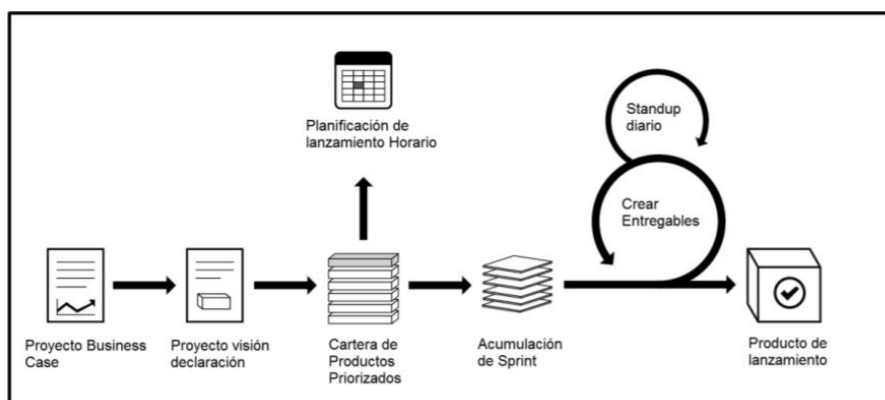 Planificación de
lanzamiento Horario
Standup
diario
Crear
Entregables
Proyecto Business
Case
Proyecto visión
declaración
Cartera de
Productos
Priorizados
Acumulación
de Sprint
Producto de
lanzamiento